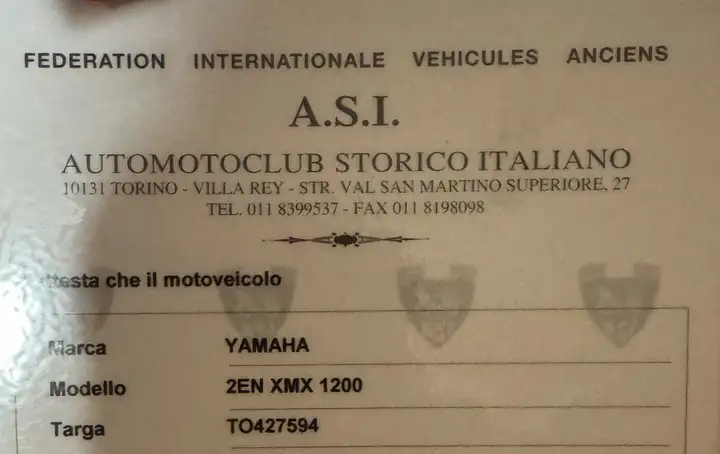 FEDERATION INTERNATIONALE VEHICULES ANCIENS
A.S.I.
AUTOMOTOCLUB STORICO ITALIANO
10131 TORINO - VILLA REY - STR. VAL SAN MARTINO SUPERIORE, 27
TEL. 011 8399537 - FAX 011 8198098
che il motoveicolo
Marca YAMAHA
Modello 2EN XMX 1200
Targa TO427594